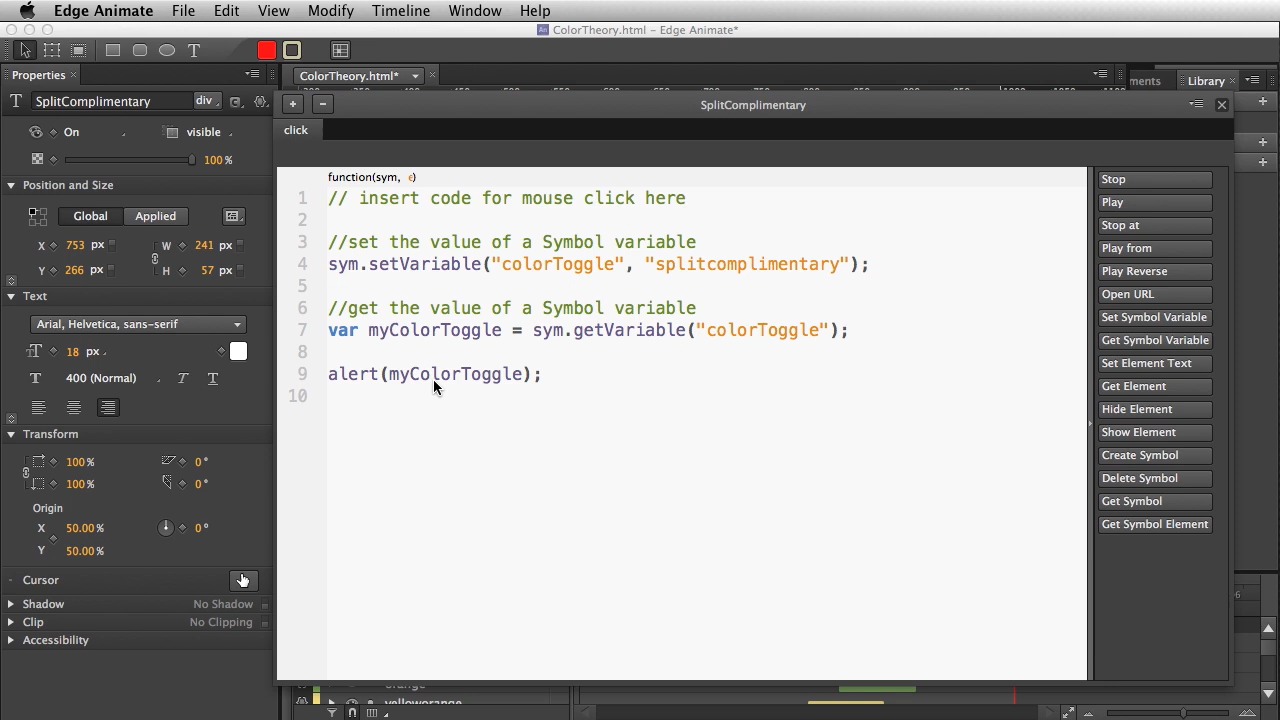 Edge Animate File Edit View Modify Timeline Window Help
ColorTheory.html – Edge Animate*
T
Properties × ColorTheory.html* × ments Library ×
T SplitComplimentary div
+ − SplitComplimentary
click
On visible
100 %
function(sym, e)
Position and Size
Global Applied
X 753 px W 241 px
Y 266 px H 57 px
Text
Arial, Helvetica, sans-serif
18 px
T 400 (Normal) T T
Transform
100 % 0 °
100 % 0 °
Origin
X 50.00 % 0 °
Y 50.00 %
Cursor
Shadow No Shadow
Clip No Clipping
Accessibility
1 // insert code for mouse click here
2
3 //set the value of a Symbol variable
4 sym.setVariable("colorToggle", "splitcomplimentary");
5
6 //get the value of a Symbol variable
7 var myColorToggle = sym.getVariable("colorToggle");
8
9 alert(myColorToggle);
10
Stop
Play
Stop at
Play from
Play Reverse
Open URL
Set Symbol Variable
Get Symbol Variable
Set Element Text
Get Element
Hide Element
Show Element
Create Symbol
Delete Symbol
Get Symbol
Get Symbol Element
orange
yelloworange